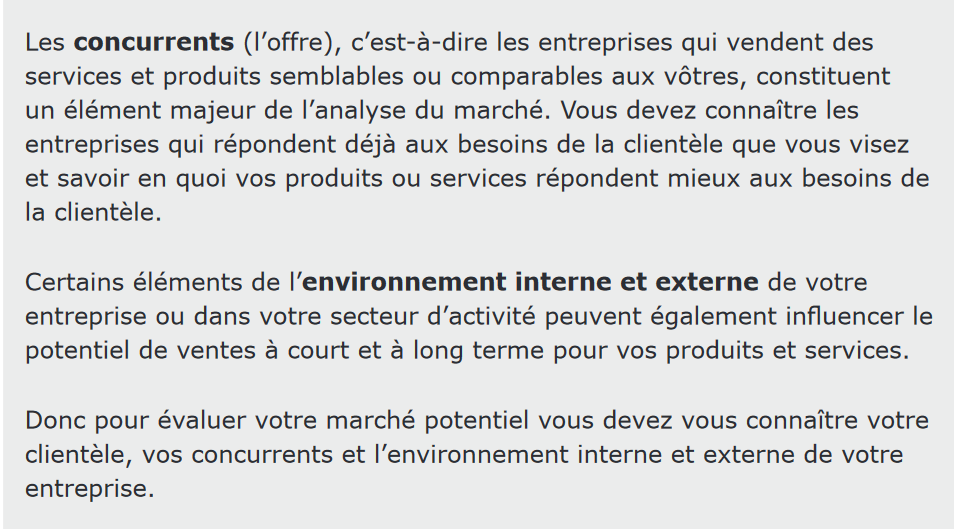 Les concurrents (l’offre), c’est-à-dire les entreprises qui vendent des
services et produits semblables ou comparables aux vôtres, constituent
un élément majeur de l’analyse du marché. Vous devez connaître les
entreprises qui répondent déjà aux besoins de la clientèle que vous visez
et savoir en quoi vos produits ou services répondent mieux aux besoins de
la clientèle.
Certains éléments de l’environnement interne et externe de votre
entreprise ou dans votre secteur d’activité peuvent également influencer le
potentiel de ventes à court et à long terme pour vos produits et services.
Donc pour évaluer votre marché potentiel vous devez vous connaître votre
clientèle, vos concurrents et l’environnement interne et externe de votre
entreprise.